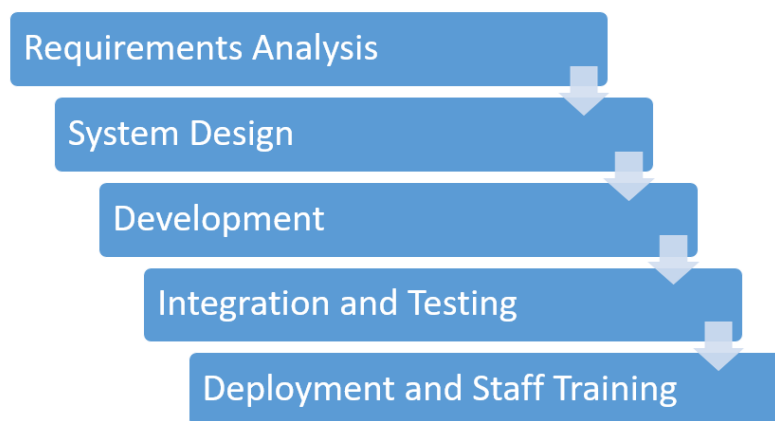 Requirements Analysis
System Design
Development
Integration and Testing
Deployment and Staff Training